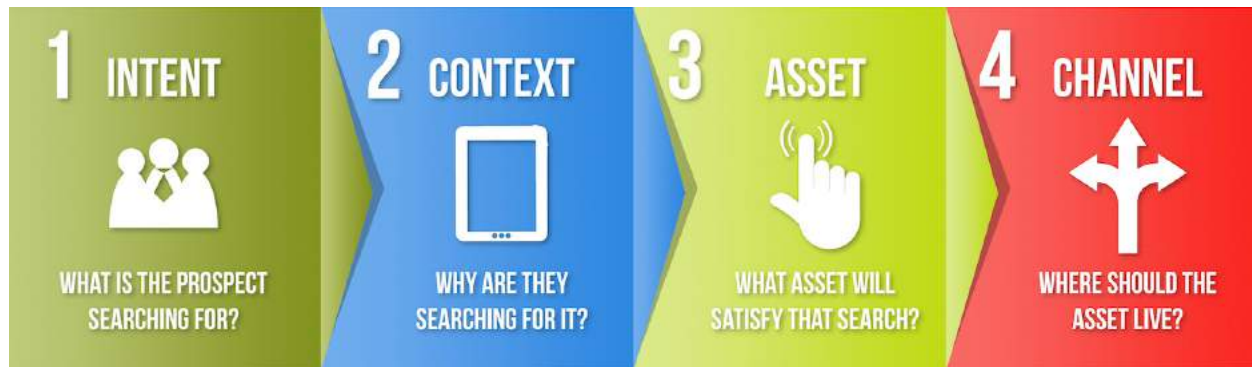 1 INTENT
WHAT IS THE PROSPECT
SEARCHING FOR?
2 CONTEXT
WHY ARE THEY
SEARCHING FOR IT?
3 ASSET
WHAT ASSET WILL
SATISFY THAT SEARCH?
4 CHANNEL
WHERE SHOULD THE
ASSET LIVE?